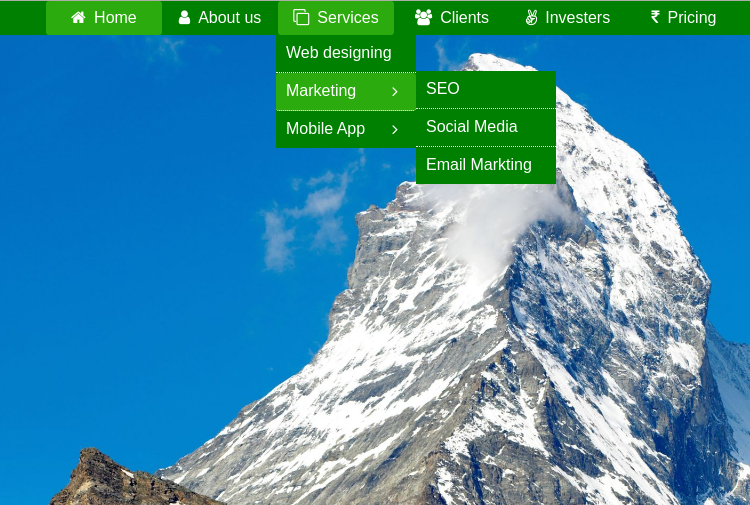 Home About us Services Clients Investers Pricing
Web designing
Marketing
Mobile App
SEO
Social Media
Email Markting